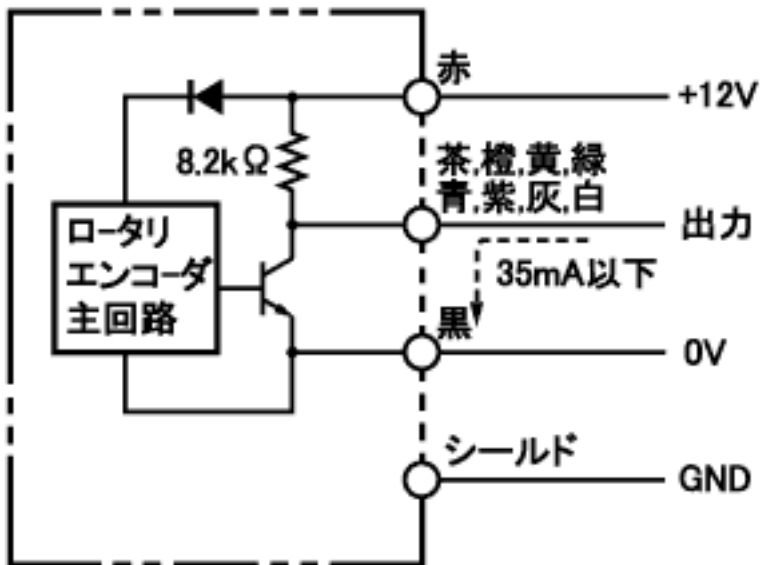 赤
+12V
8.2kΩ
茶,橙,黄,緑
青,紫,灰,白
出力
ロータリ
エンコーダ
主回路
35mA以下
黒
0V
シールド
GND